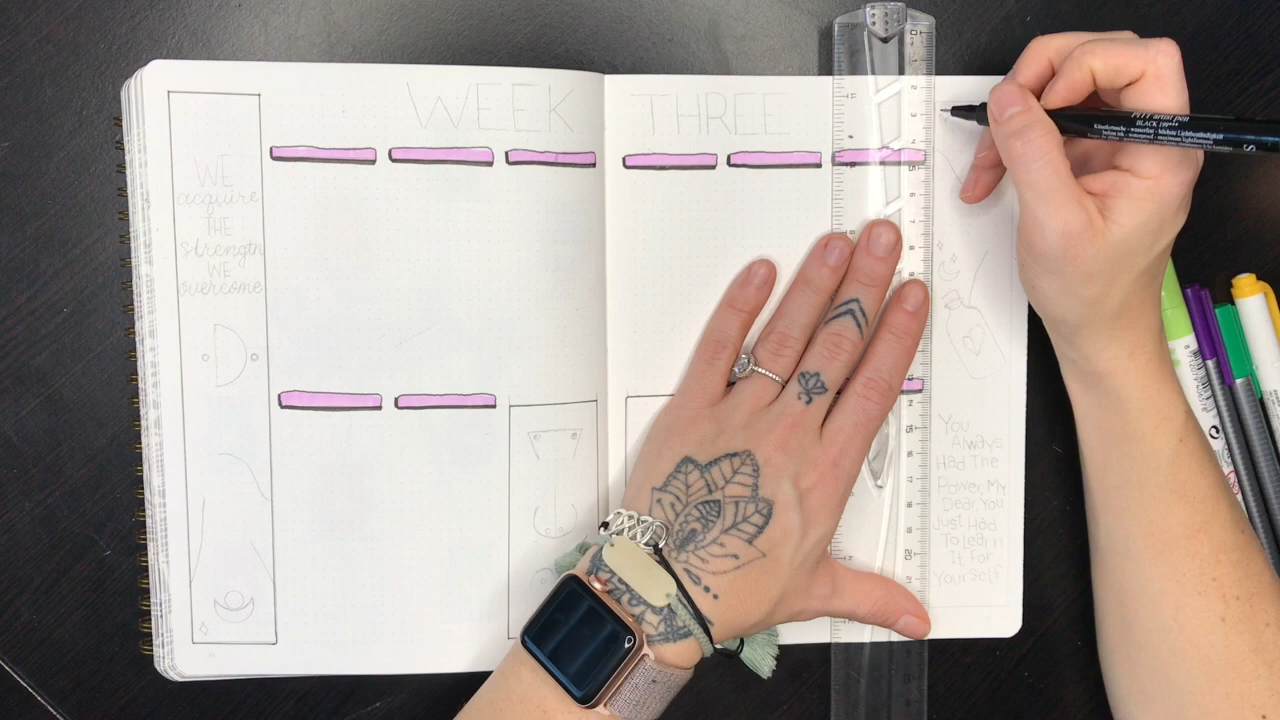 WEEK THREE
WE
acquire
THE
strength
WE
overcome
PITT artist pen
BLACK 199***
You
Always
Had The
Power, My
Dear, You
Just Had
To Learn
It For
Yourself